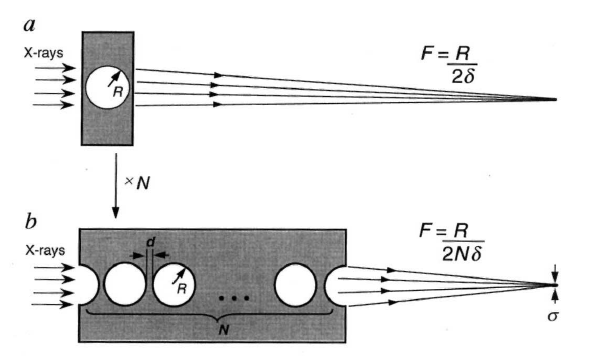 a
X-rays
R
F = R / 2δ
× N
b
X-rays
d
R
...
N
F = R / 2Nδ
σ